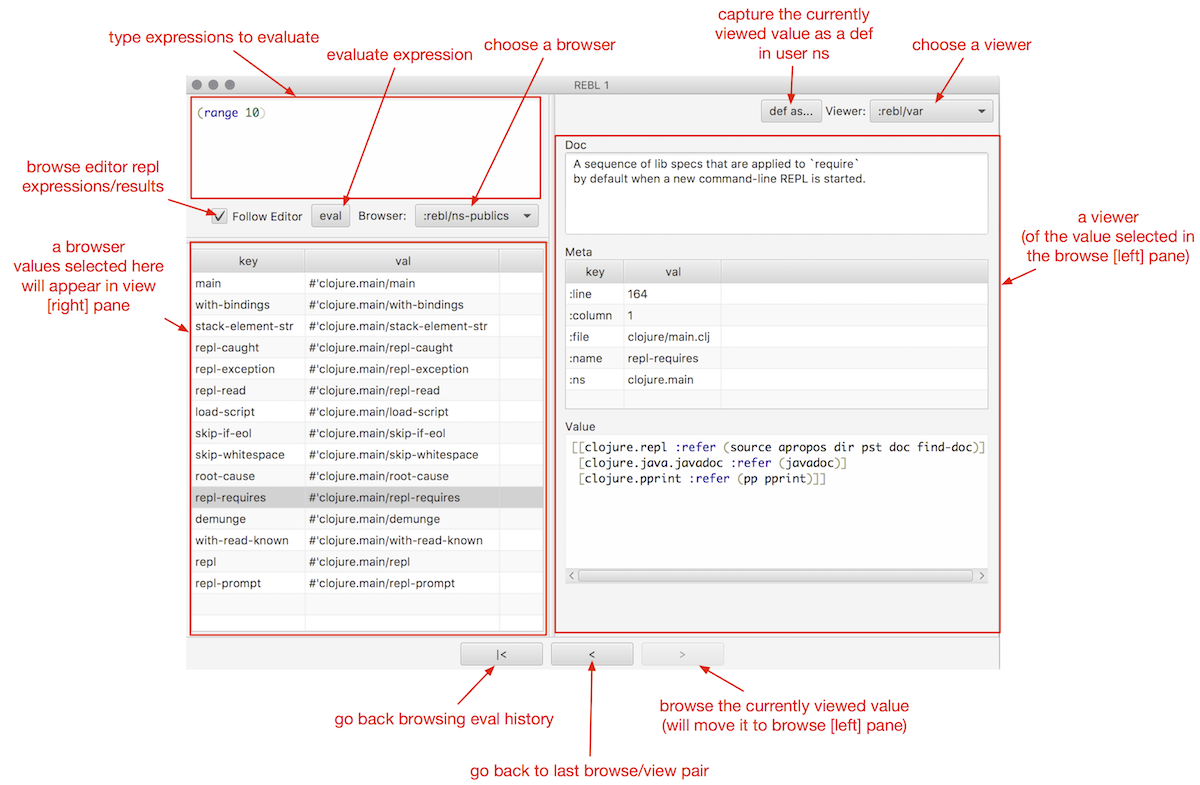 capture the currently
viewed value as a def
in user ns
type expressions to evaluate
evaluate expression
choose a browser
choose a viewer
REBL 1
(range 10)
def as...
Viewer:
:rebl/var
browse editor repl
expressions/results
Follow Editor
eval
Browser:
:rebl/ns-publics
a browser
values selected here
will appear in view
[right] pane
key val
main #'clojure.main/main
with-bindings #'clojure.main/with-bindings
stack-element-str #'clojure.main/stack-element-str
repl-caught #'clojure.main/repl-caught
repl-exception #'clojure.main/repl-exception
repl-read #'clojure.main/repl-read
load-script #'clojure.main/load-script
skip-if-eol #'clojure.main/skip-if-eol
skip-whitespace #'clojure.main/skip-whitespace
root-cause #'clojure.main/root-cause
repl-requires #'clojure.main/repl-requires
demunge #'clojure.main/demunge
with-read-known #'clojure.main/with-read-known
repl #'clojure.main/repl
repl-prompt #'clojure.main/repl-prompt
Doc
A sequence of lib specs that are applied to `require`
by default when a new command-line REPL is started.
Meta
key val
:line 164
:column 1
:file clojure/main.clj
:name repl-requires
:ns clojure.main
Value
[[clojure.repl :refer (source apropos dir pst doc find-doc)]
[clojure.java.javadoc :refer (javadoc)]
[clojure.pprint :refer (pp pprint)]]
a viewer
(of the value selected in
the browse [left] pane)
|< < >
go back browsing eval history
browse the currently viewed value
(will move it to browse [left] pane)
go back to last browse/view pair